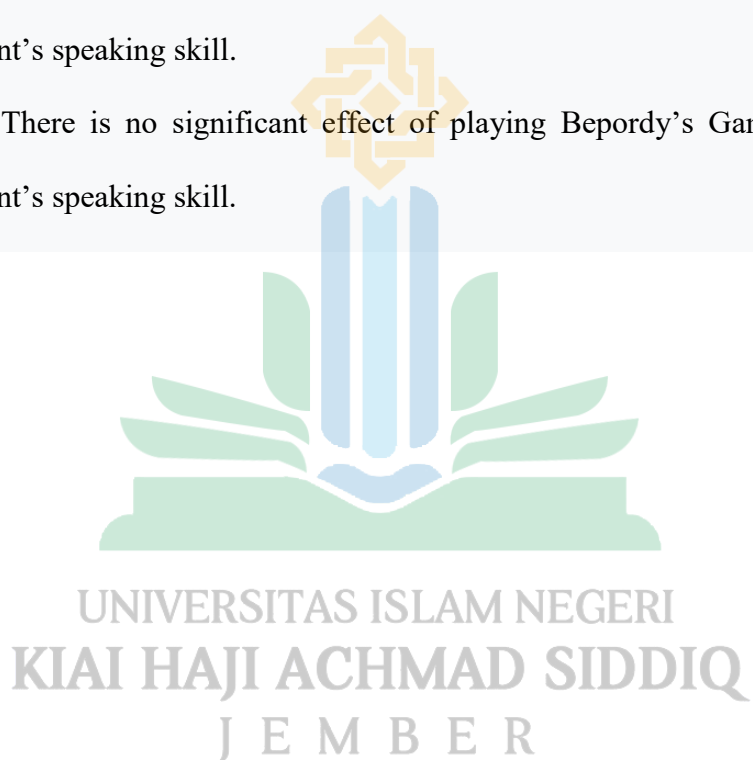 nt’s speaking skill.
There is no significant effect of playing Bepordy’s Gar
nt’s speaking skill.
UNIVERSITAS ISLAM NEGERI
KIAI HAJI ACHMAD SIDDIQ
JEMBER